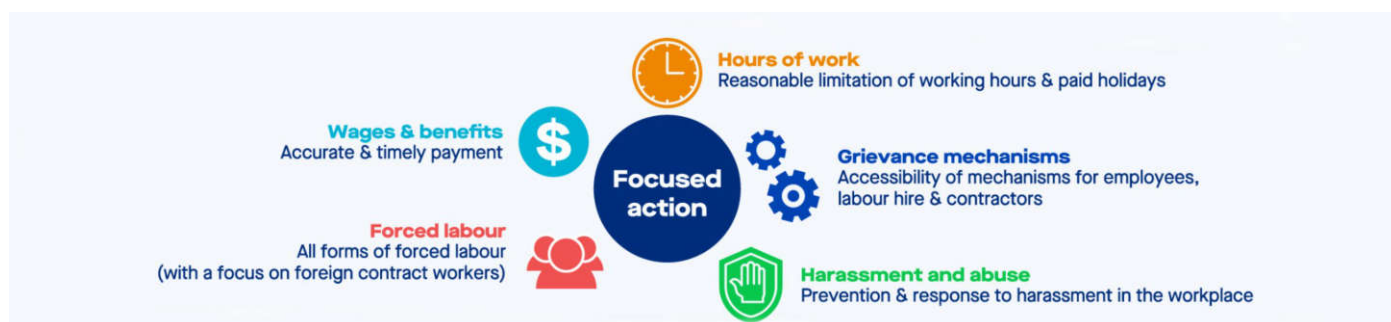 Hours of work
Reasonable limitation of working hours & paid holidays
Wages & benefits
Accurate & timely payment
$
Focused
action
Grievance mechanisms
Accessibility of mechanisms for employees,
labour hire & contractors
Forced labour
All forms of forced labour
(with a focus on foreign contract workers)
Harassment and abuse
Prevention & response to harassment in the workplace